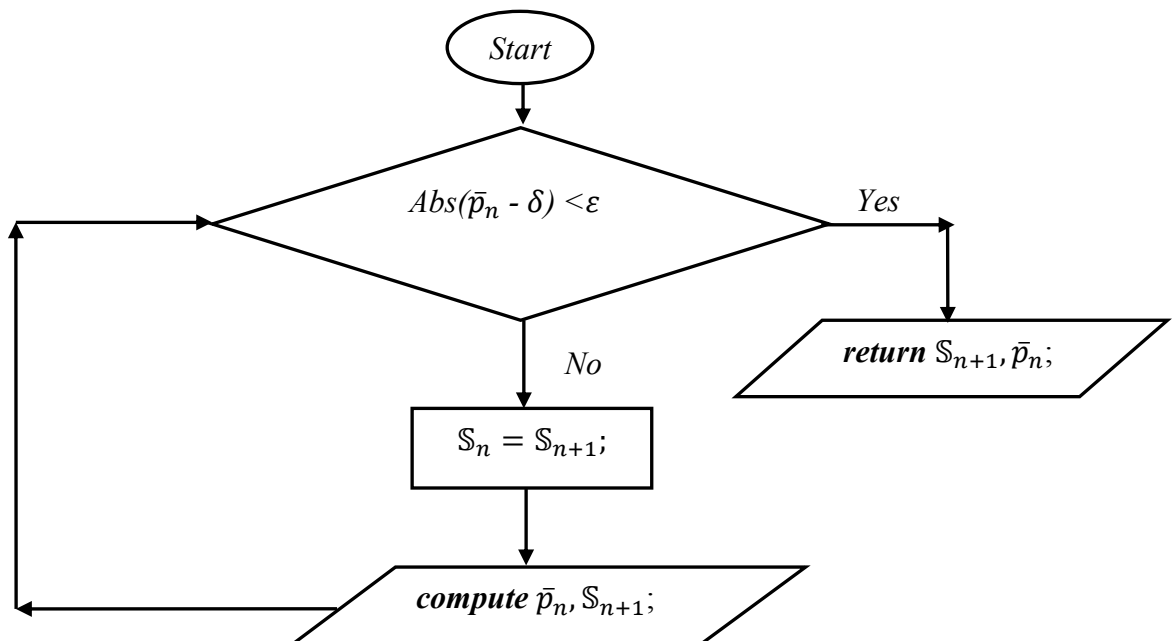 Start
Abs(p̄ₙ - δ) <ε
Yes
No
return 𝕊ₙ₊₁, p̄ₙ;
𝕊ₙ = 𝕊ₙ₊₁;
compute p̄ₙ, 𝕊ₙ₊₁;